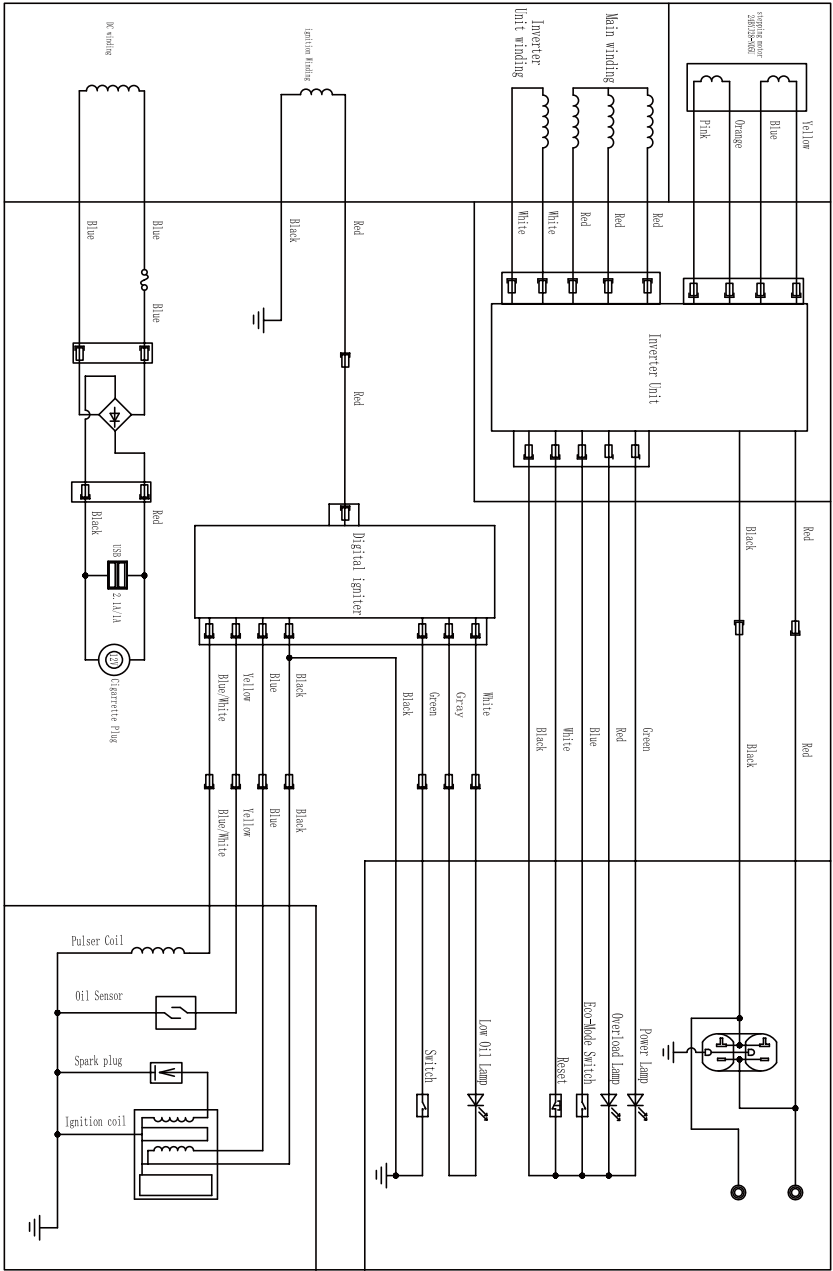 DC winding
ignition Winding
Inverter
Unit winding
Main winding
stepping motor
Pink
Orange
Blue
Yellow
Blue
Blue
Black
Red
White
White
Red
Red
Red
Blue
Red
Inverter Unit
Black
Red
USB
2.1A/1A
12V
Cigarrette Plug
Digital igniter
Black
Red
Blue/White
Yellow
Blue
Black
Black
Green
Gray
White
Black
White
Blue
Red
Green
Black
Red
Blue/White
Yellow
Blue
Black
Pulser Coil
Oil Sensor
Spark plug
Ignition coil
Switch
Low Oil Lamp
Reset
Eco-Mode Switch
Overload Lamp
Power Lamp